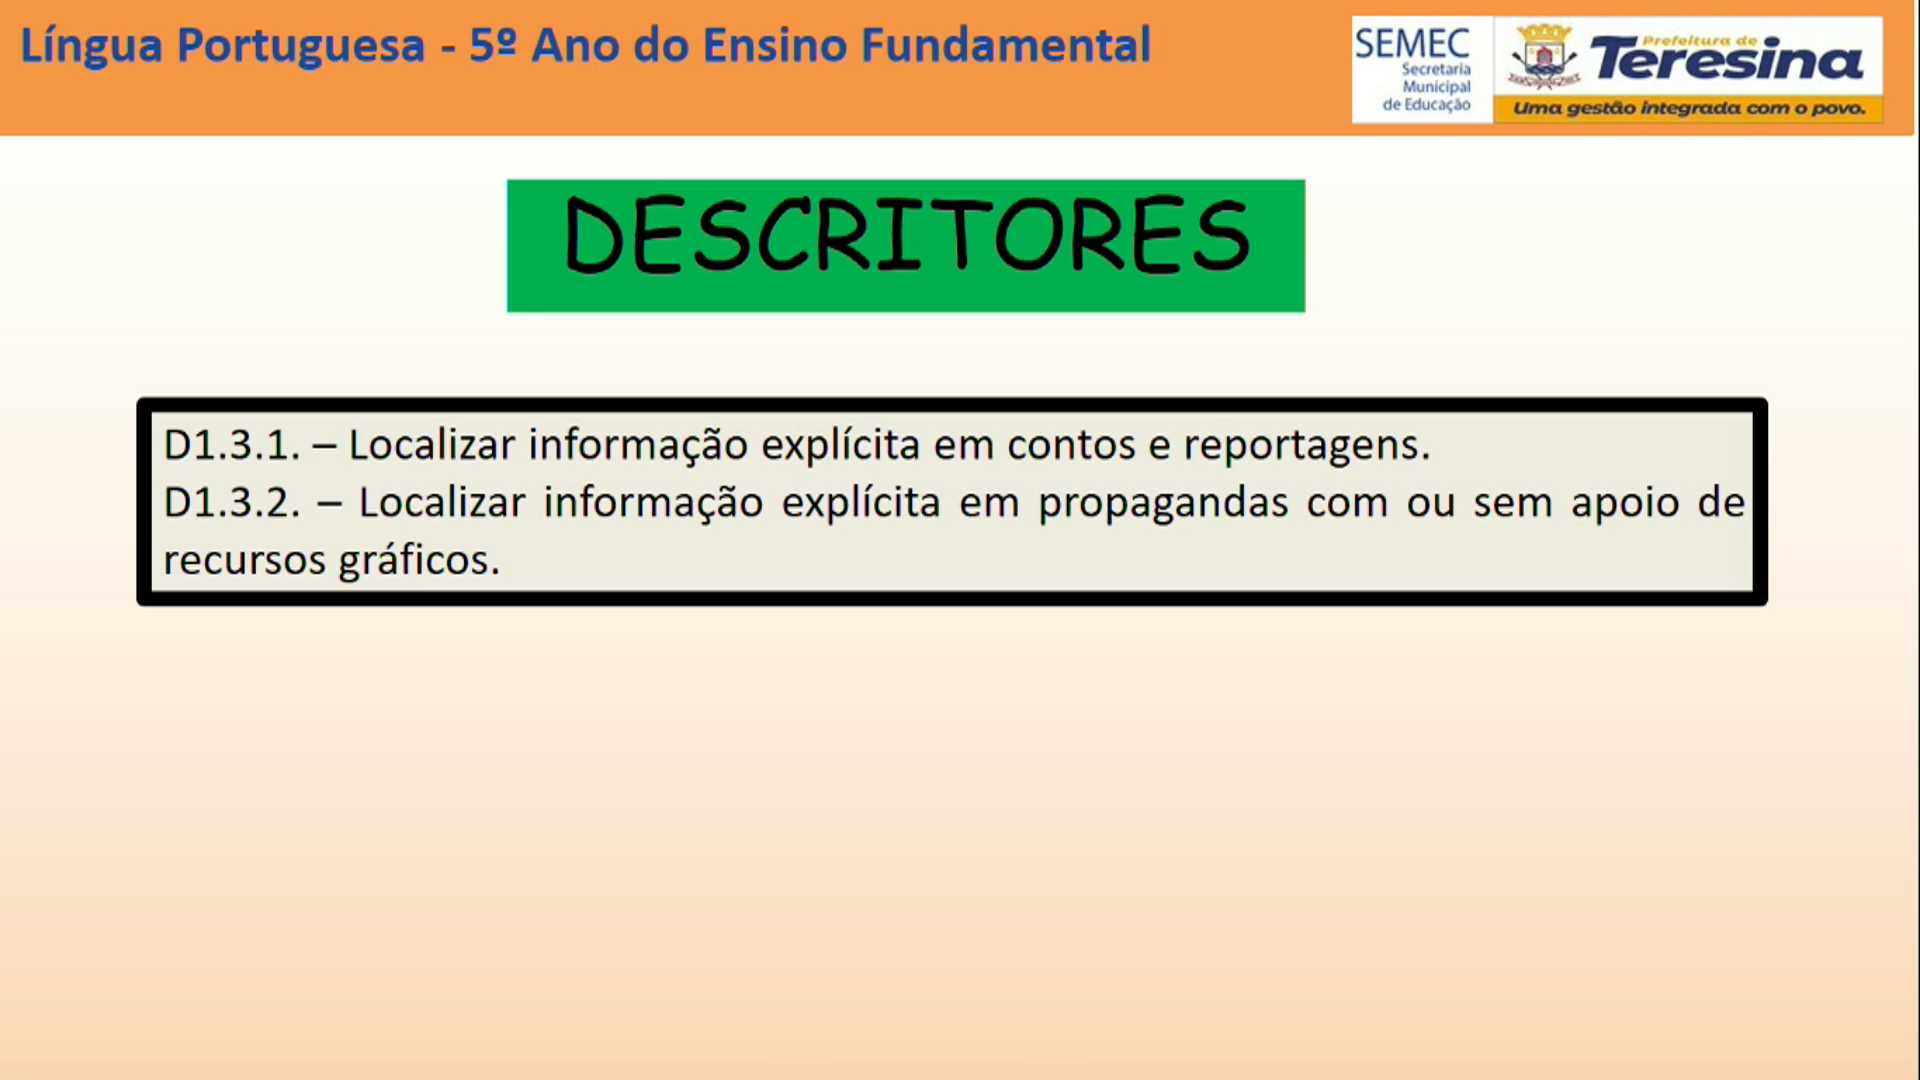 Língua Portuguesa - 5º Ano do Ensino Fundamental
SEMEC
Secretaria
Municipal
de Educação
Prefeitura de
Teresina
Uma gestão integrada com o povo.
DESCRITORES
D1.3.1. – Localizar informação explícita em contos e reportagens.
D1.3.2. – Localizar informação explícita em propagandas com ou sem apoio de
recursos gráficos.